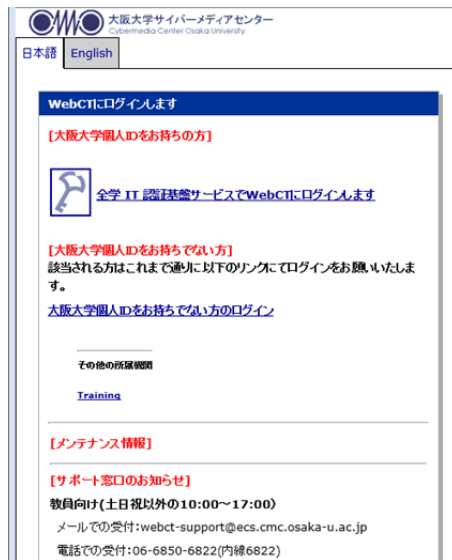 CMC 大阪大学サイバーメディアセンター
Cybermedia Center Osaka University
日本語 English
WebCTにログインします
[大阪大学個人IDをお持ちの方]
全学 IT 認証基盤サービスでWebCTにログインします
[大阪大学個人IDをお持ちでない方]
該当される方はこれまで通りに以下のリンクにてログインをお願いいたしま
す。
大阪大学個人IDをお持ちでない方のログイン
その他の所属機関
Training
[メンテナンス情報]
[サポート窓口のお知らせ]
教員向け(土日祝以外の10:00～17:00)
メールでの受付:webct-support@ecs.cmc.osaka-u.ac.jp
電話での受付:06-6850-6822(内線6822)